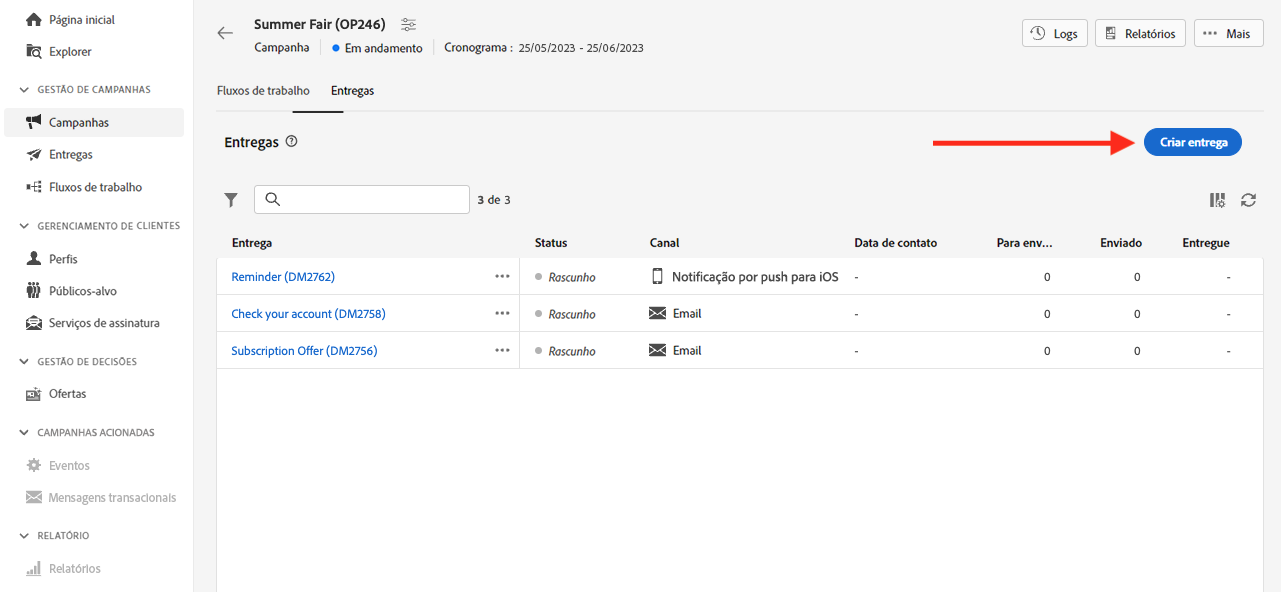 Página inicial
Explorer
GESTÃO DE CAMPANHAS
Campanhas
Entregas
Fluxos de trabalho
GERENCIAMENTO DE CLIENTES
Perfis
Públicos-alvo
Serviços de assinatura
GESTÃO DE DECISÕES
Ofertas
CAMPANHAS ACIONADAS
Eventos
Mensagens transacionais
RELATÓRIO
Relatórios
Summer Fair (OP246)
Campanha Em andamento Cronograma : 25/05/2023 - 25/06/2023
Logs Relatórios ••• Mais
Fluxos de trabalho Entregas
Entregas
Criar entrega
3 de 3
Entrega Status Canal Data de contato Para env... Enviado Entregue
Reminder (DM2762) ••• Rascunho Notificação por push para iOS - 0 0 -
Check your account (DM2758) ••• Rascunho Email - 0 0 -
Subscription Offer (DM2756) ••• Rascunho Email - 0 0 -